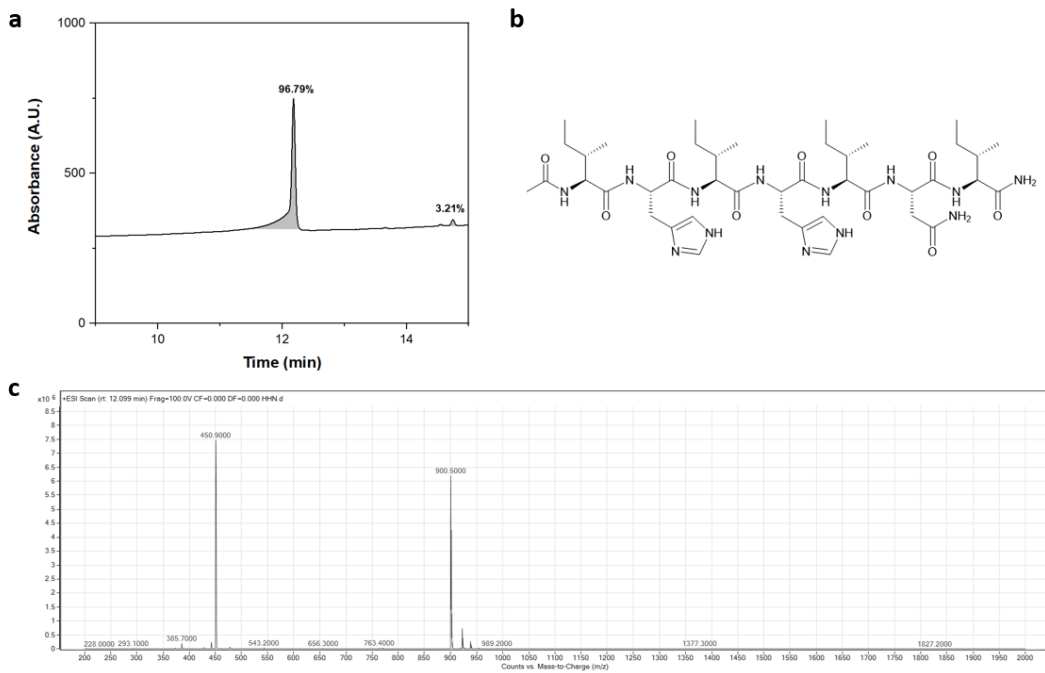 a
1000
500
0
Absorbance (A.U.)
96.79%
3.21%
10
12
14
Time (min)
b
O
N
H
O
H
N
O
N
NH
N
H
O
H
N
O
N
NH
N
H
O
H
N
O
NH2
O
N
H
O
NH2
c
x10 6
+ESI Scan (rt: 12.099 min) Frag=100.0V CF=0.000 DF=0.000 HHN.d
8.5
8
7.5
7
6.5
6
5.5
5
4.5
4
3.5
3
2.5
2
1.5
1
0.5
0
450.9000
900.5000
228.0000 293.1000 385.7000 543.2000 656.3000 763.4000 989.2000 1377.3000 1827.2000
200 250 300 350 400 450 500 550 600 650 700 750 800 850 900 950 1000 1050 1100 1150 1200 1250 1300 1350 1400 1450 1500 1550 1600 1650 1700 1750 1800 1850 1900 1950 2000
Counts vs. Mass-to-Charge (m/z)